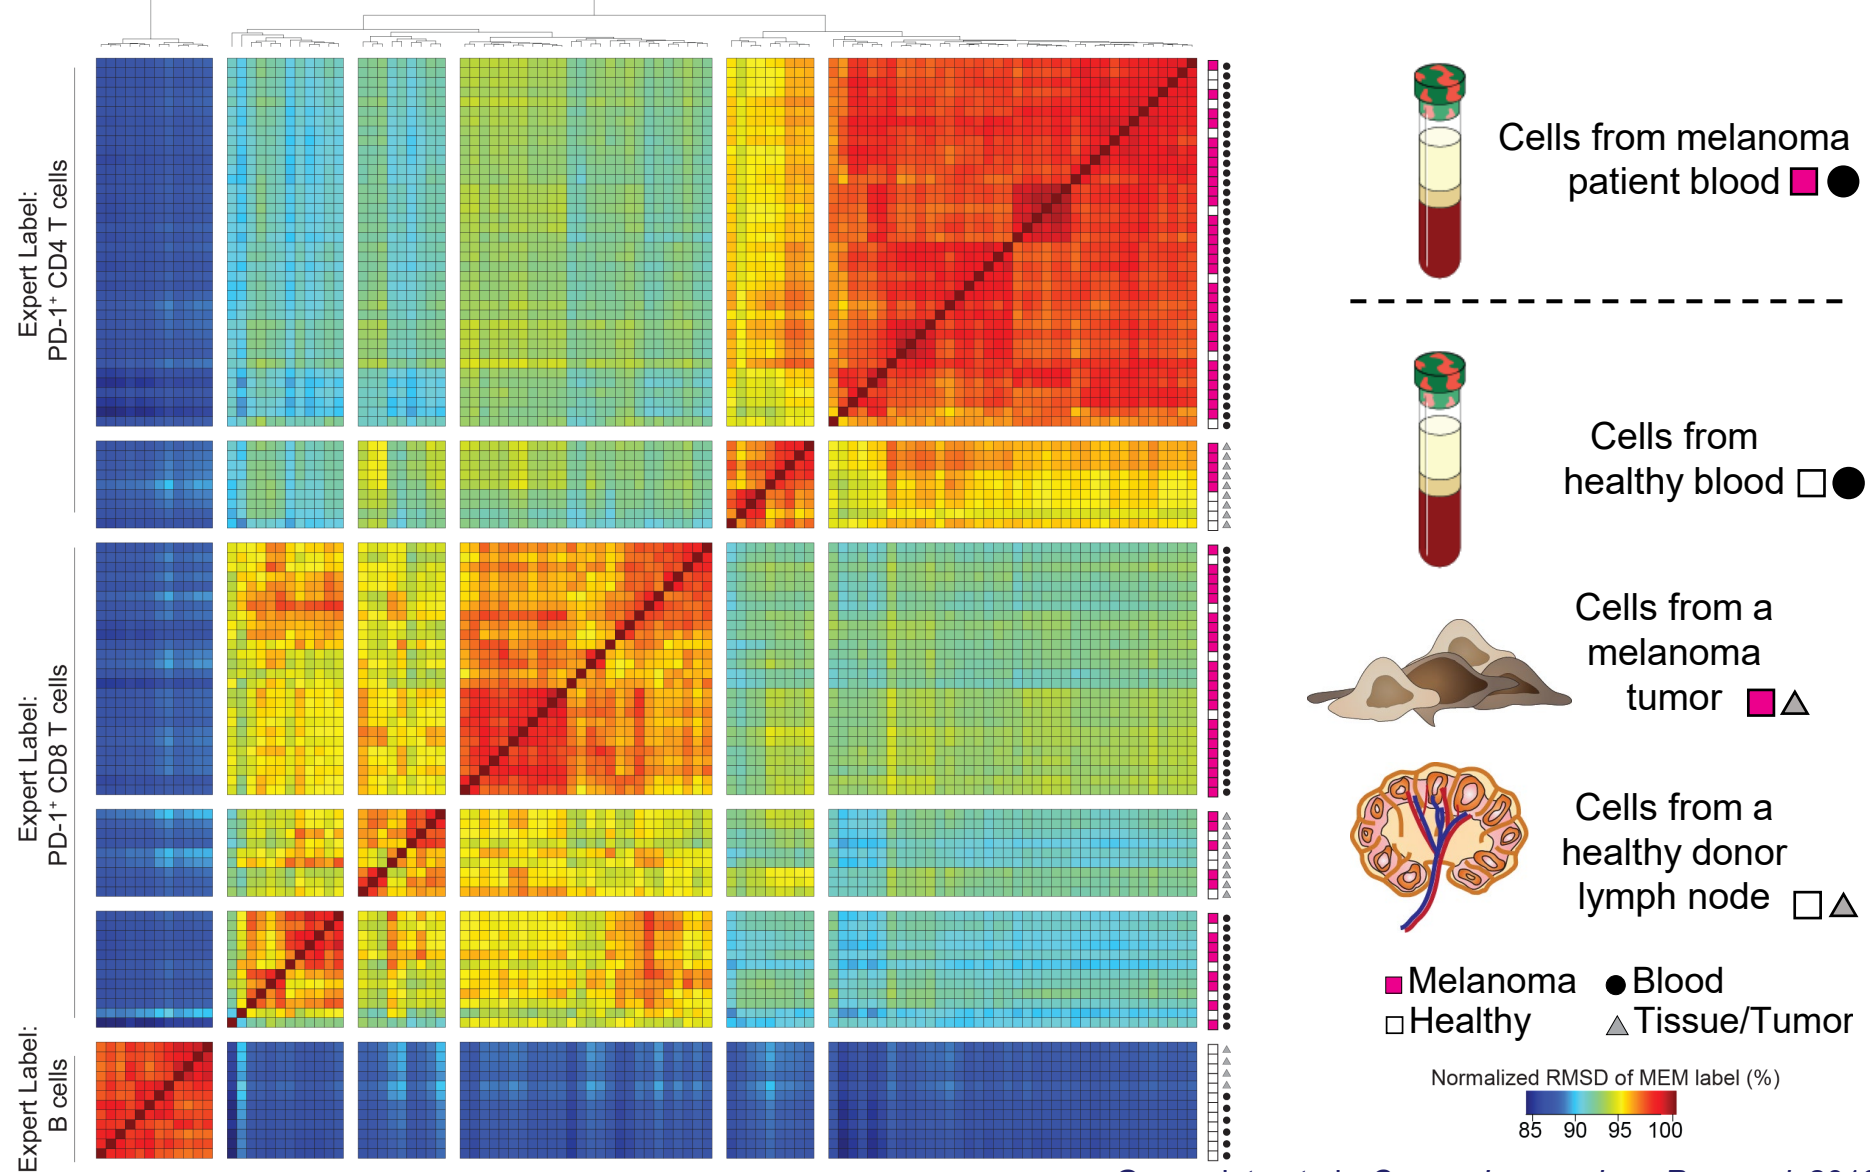 Expert Label:
PD-1⁺ CD4 T cells
Expert Label:
PD-1⁺ CD8 T cells
Expert Label:
B cells
Cells from melanoma
patient blood
Cells from
healthy blood
Cells from a
melanoma
tumor
Cells from a
healthy donor
lymph node
Melanoma
Blood
Healthy
Tissue/Tumor
Normalized RMSD of MEM label (%)
85 90 95 100